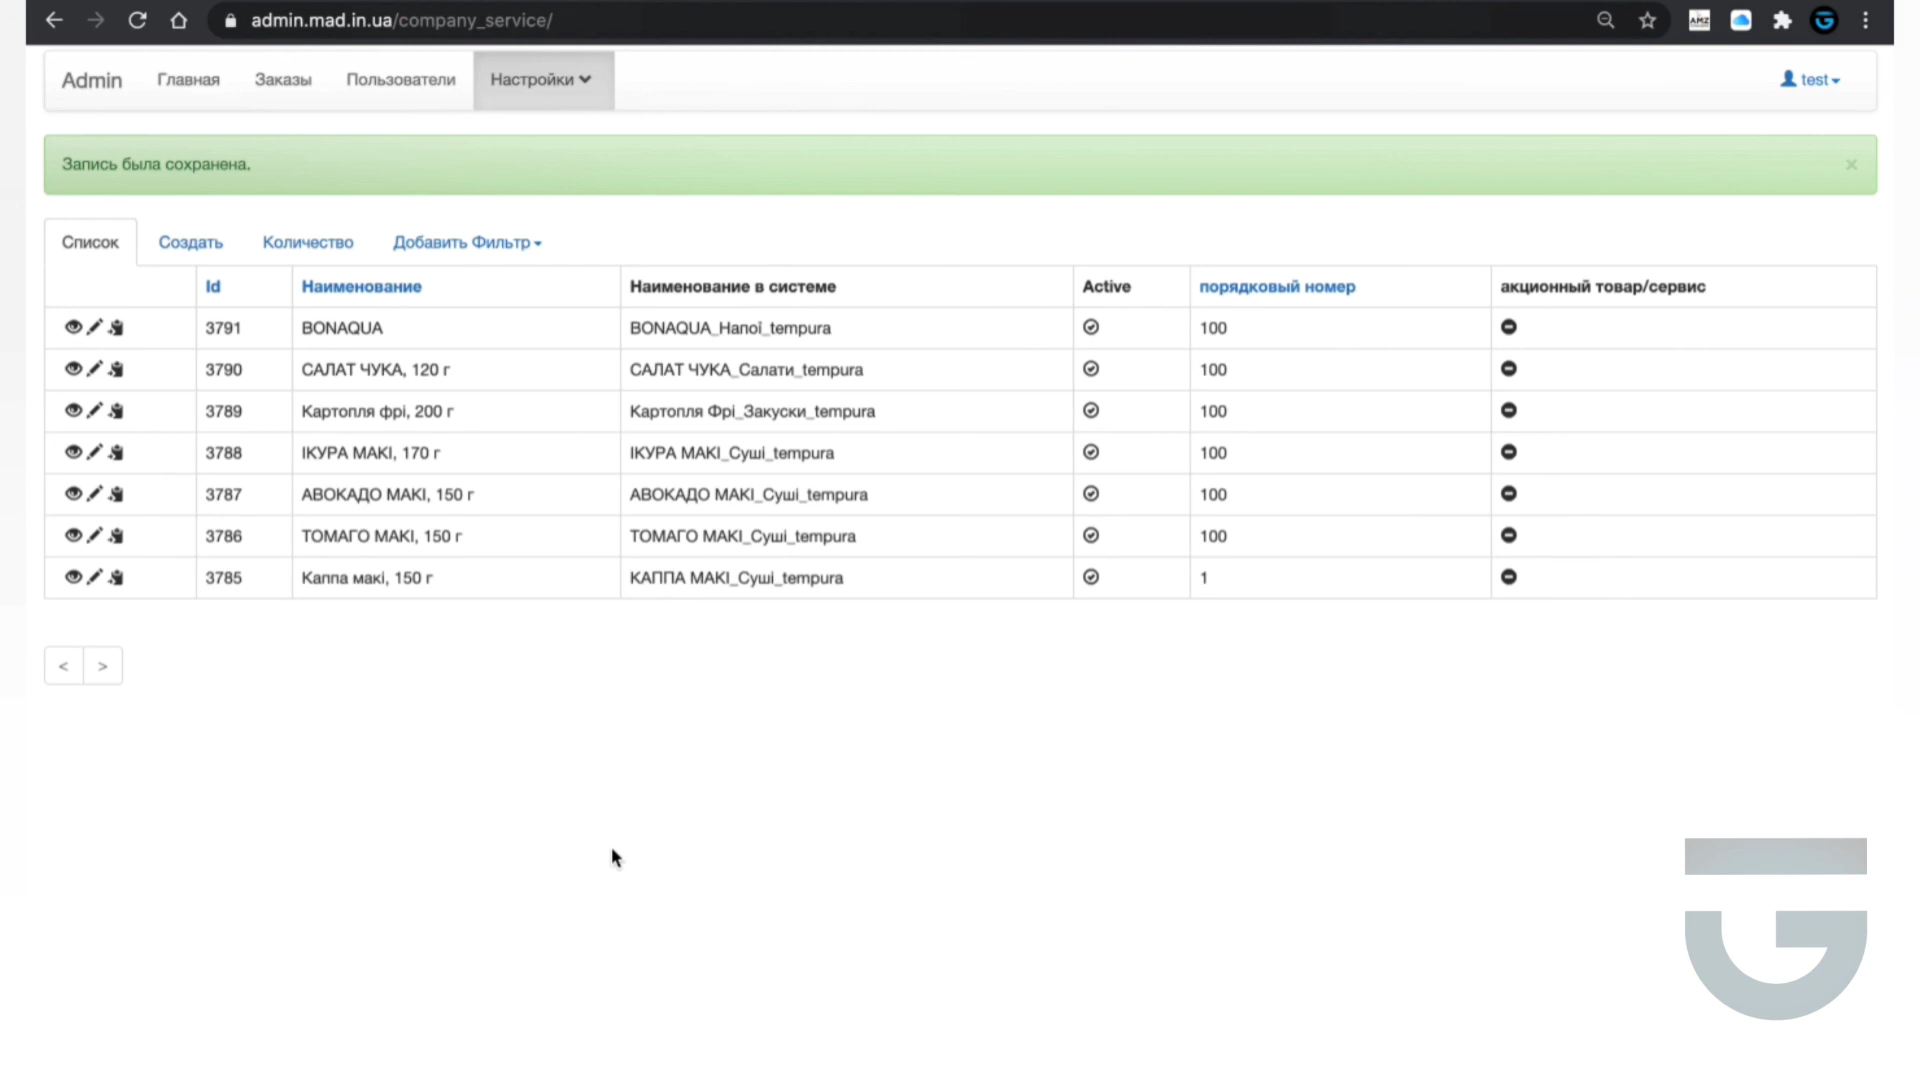 admin.mad.in.ua/company_service/
AMZ
Admin Главная Заказы Пользователи Настройки test
Запись была сохранена. ×
Список Создать Количество Добавить Фильтр
Id Наименование Наименование в системе Active порядковый номер акционный товар/сервис
3791 BONAQUA BONAQUA_Напої_tempura 100
3790 САЛАТ ЧУКА, 120 г САЛАТ ЧУКА_Салати_tempura 100
3789 Картопля фрі, 200 г Картопля Фрі_Закуски_tempura 100
3788 ІКУРА МАКІ, 170 г ІКУРА МАКІ_Суші_tempura 100
3787 АВОКАДО МАКІ, 150 г АВОКАДО МАКІ_Суші_tempura 100
3786 ТОМАГО МАКІ, 150 г ТОМАГО МАКІ_Суші_tempura 100
3785 Каппа макі, 150 г КАППА МАКІ_Суші_tempura 1
< >